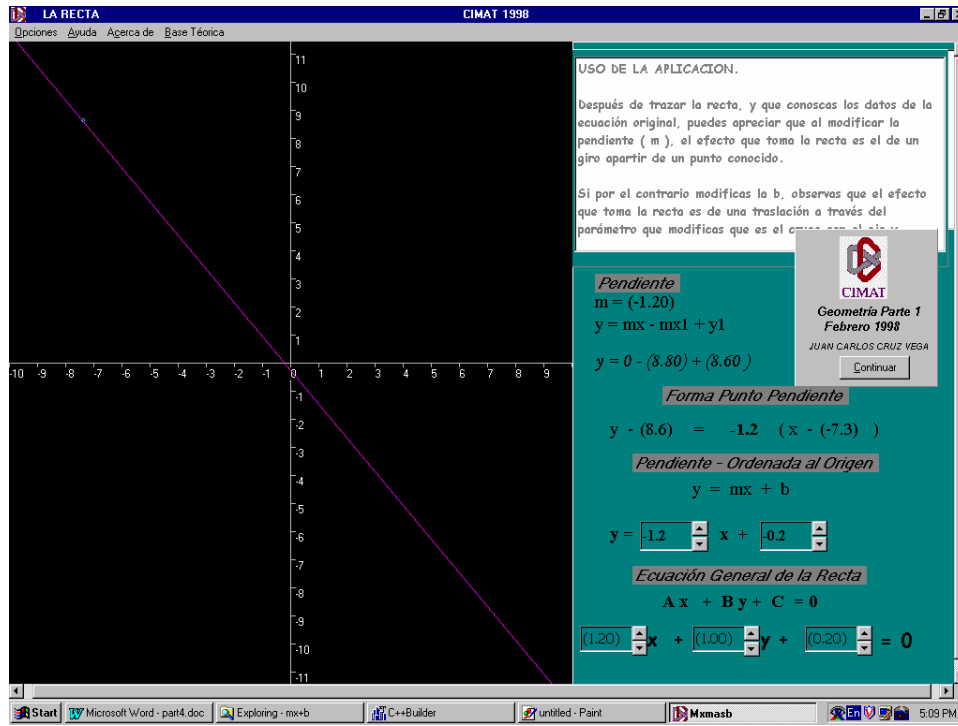 LA RECTA CIMAT 1998
Opciones Ayuda Acerca de Base Teórica
11
10
9
8
7
6
5
4
3
2
1
-10 -9 -8 -7 -6 -5 -4 -3 -2 -1 0 1 2 3 4 5 6 7 8 9
-1
-2
-3
-4
-5
-6
-7
-8
-9
-10
-11
USO DE LA APLICACION.
Después de trazar la recta, y que conoscas los datos de la
ecuación original, puedes apreciar que al modificar la
pendiente ( m ), el efecto que toma la recta es el de un
giro apartir de un punto conocido.
Si por el contrario modificas la b, observas que el efecto
que toma la recta es de una traslación a través del
parámetro que modificas que es el
CIMAT
Geometría Parte 1
Febrero 1998
JUAN CARLOS CRUZ VEGA
Continuar
Pendiente
m = (-1.20)
y = mx - mx1 + y1
y = 0 - (8.80) + (8.60 )
Forma Punto Pendiente
y - (8.6) = -1.2 ( x - (-7.3) )
Pendiente - Ordenada al Origen
y = mx + b
y = -1.2 x + -0.2
Ecuación General de la Recta
A x + B y + C = 0
(1.20) x + (1.00) y + (0.20) = 0
Start Microsoft Word - part4.doc Exploring - mx+b C++Builder untitled - Paint Mxmasb En 5:09 PM